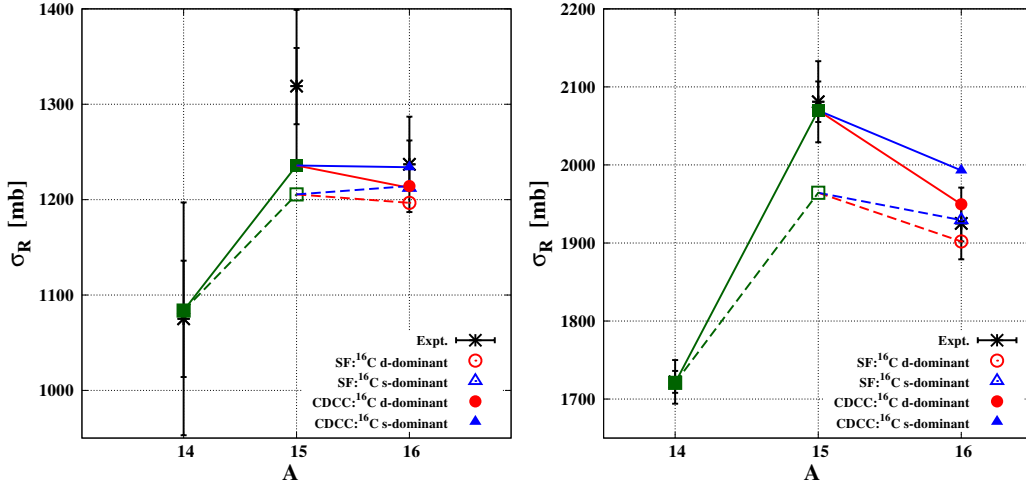 1400
1300
1200
1100
1000
σR [mb]
14
15
16
A
Expt.
SF:¹⁶C d-dominant
SF:¹⁶C s-dominant
CDCC:¹⁶C d-dominant
CDCC:¹⁶C s-dominant
2200
2100
2000
1900
1800
1700
σR [mb]
14
15
16
A
Expt.
SF:¹⁶C d-dominant
SF:¹⁶C s-dominant
CDCC:¹⁶C d-dominant
CDCC:¹⁶C s-dominant